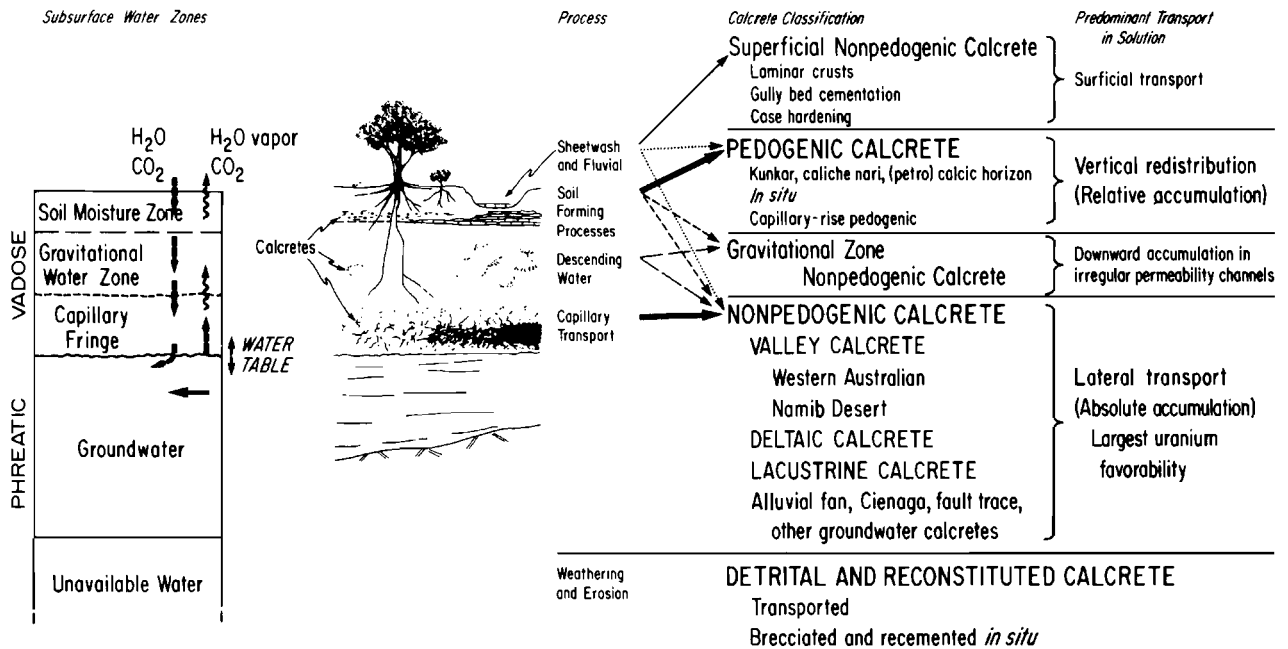 Subsurface Water Zones
Process
Calcrete Classification
Predominant Transport
in Solution
H2O
CO2
H2O vapor
CO2
VADOSE
Soil Moisture Zone
Gravitational
Water Zone
Capillary
Fringe
WATER
TABLE
PHREATIC
Groundwater
Unavailable Water
Calcretes
Sheetwash
and Fluvial
Soil
Forming
Processes
Descending
Water
Capillary
Transport
Weathering
and Erosion
Superficial Nonpedogenic Calcrete
Laminar crusts
Gully bed cementation
Case hardening
Surficial transport
PEDOGENIC CALCRETE
Kunkar, caliche nari, (petro) calcic horizon
In situ
Capillary-rise pedogenic
Vertical redistribution
(Relative accumulation)
Gravitational Zone
Nonpedogenic Calcrete
Downward accumulation in
irregular permeability channels
NONPEDOGENIC CALCRETE
VALLEY CALCRETE
Western Australian
Namib Desert
DELTAIC CALCRETE
LACUSTRINE CALCRETE
Alluvial fan, Cienaga, fault trace,
other groundwater calcretes
Lateral transport
(Absolute accumulation)
Largest uranium
favorability
DETRITAL AND RECONSTITUTED CALCRETE
Transported
Brecciated and recemented in situ